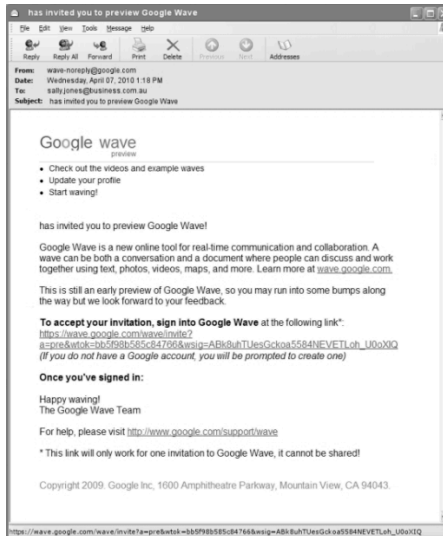 has invited you to preview Google Wave
File Edit View Tools Message Help
Reply Reply All Forward Print Delete Previous Next Addresses
From: wave-noreply@google.com
Date: Wednesday, April 07, 2010 1:18 PM
To: sally.jones@business.com.au
Subject: has invited you to preview Google Wave
Google wave
preview
• Check out the videos and example waves
• Update your profile
• Start waving!
has invited you to preview Google Wave!
Google Wave is a new online tool for real-time communication and collaboration. A
wave can be both a conversation and a document where people can discuss and work
together using text, photos, videos, maps, and more. Learn more at wave.google.com.
This is still an early preview of Google Wave, so you may run into some bumps along
the way but we look forward to your feedback.
To accept your invitation, sign into Google Wave at the following link*:
https://wave.google.com/wave/invite?
a=pre&wtok=bb5f98b585c84766&wsig=ABk8uhTUesGckoa5584NEVETLoh_U0oXIQ
(If you do not have a Google account, you will be prompted to create one)
Once you've signed in:
Happy waving!
The Google Wave Team
For help, please visit http://www.google.com/support/wave
* This link will only work for one invitation to Google Wave, it cannot be shared!
Copyright 2009. Google Inc, 1600 Amphitheatre Parkway, Mountain View, CA 94043.
https://wave.google.com/wave/invite?a=pre&wtok=bb5f98b585c84766&wsig=ABk8uhTUesGckoa5584NEVETLoh_U0oXIQ